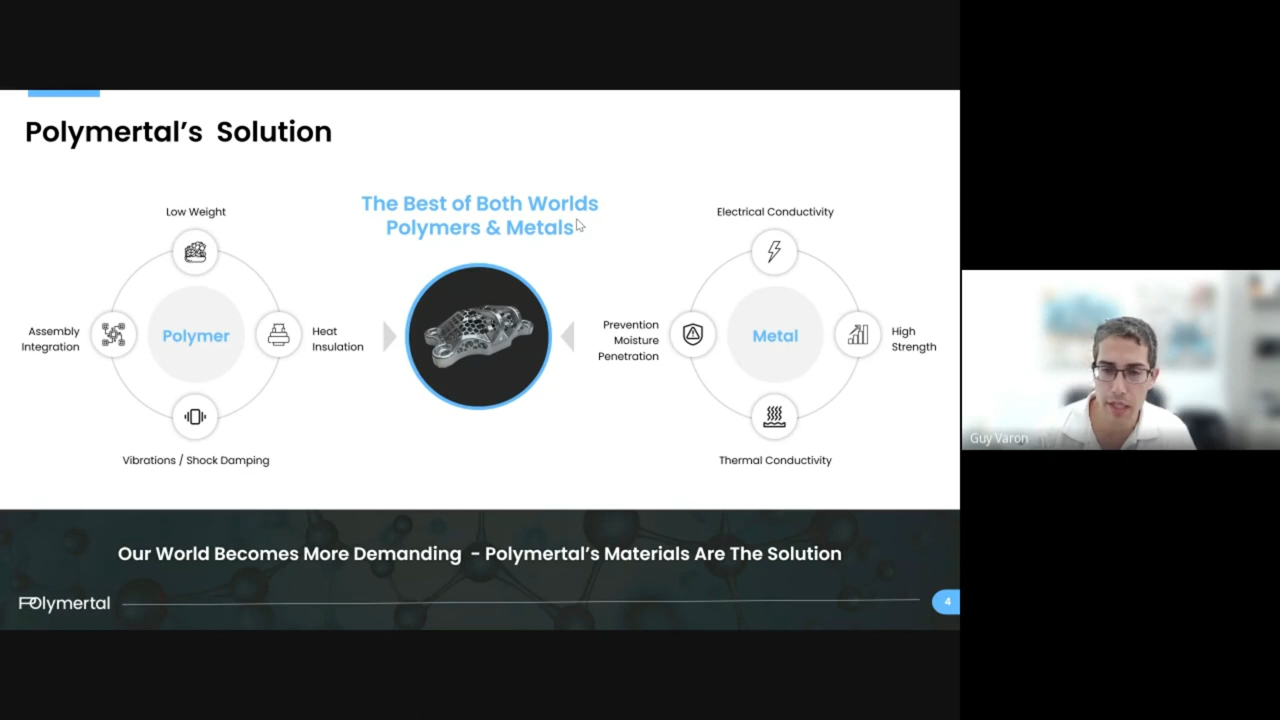 Polymertal's Solution
The Best of Both Worlds
Polymers & Metals
Low Weight
Assembly
Integration
Polymer
Heat
Insulation
Vibrations / Shock Damping
Electrical Conductivity
Prevention
Moisture
Penetration
Metal
High
Strength
Thermal Conductivity
Our World Becomes More Demanding - Polymertal's Materials Are The Solution
Polymertal
4
Guy Varon